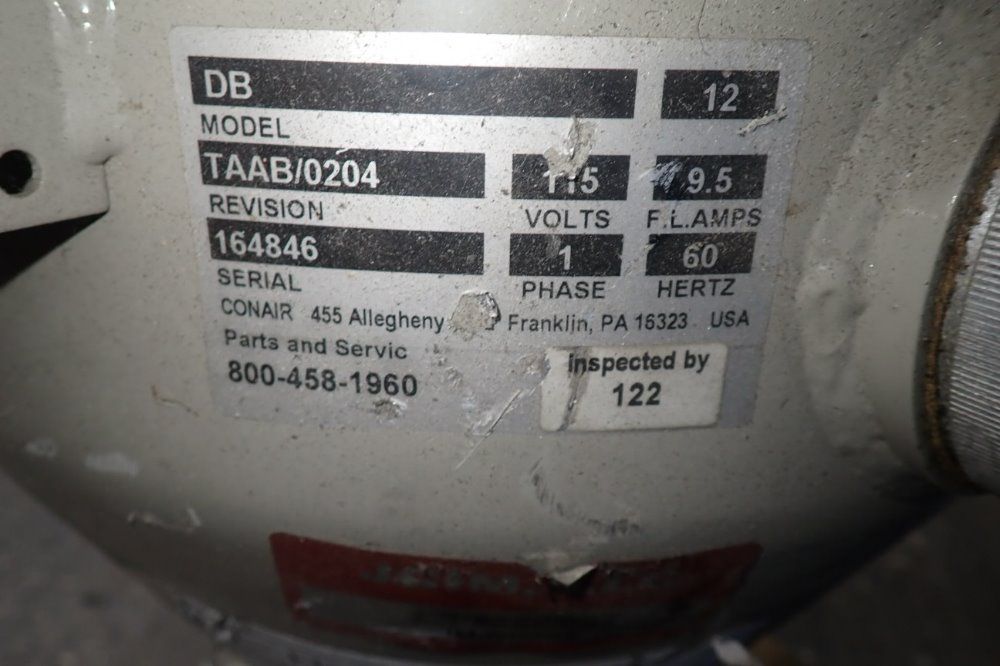 DB 12
MODEL
TAAB/0204 115 9.5
REVISION VOLTS F.L.AMPS
164846 1 60
SERIAL PHASE HERTZ
CONAIR 455 Allegheny Franklin, PA 16323 USA
Parts and Servic
800-458-1960
inspected by
122